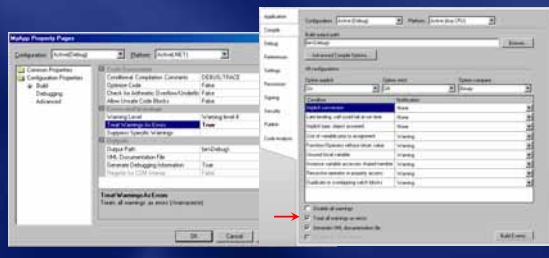 MyApp Property Pages
Configuration: Active(Debug)
Platform: Active(.NET)
Common Properties
Configuration Properties
Build
Debugging
Advanced
Conditional Compilation Constants DEBUG;TRACE
Optimize Code False
Check for Arithmetic Overflow/Underflo False
Allow Unsafe Code Blocks False
Warning Level Warning level 4
Treat Warnings As Errors True
Suppress Specific Warnings
Outputs
Output Path bin\Debug\
XML Documentation File
Generate Debugging Information True
Register for COM Interop False
Treat Warnings As Errors
Treats all warnings as errors (/warnaserror).
OK
Cancel
Application
Compile
Debug
References
Settings
Resources
Signing
Security
Publish
Code Analysis
Configuration: Active (Debug)
Platform: Active (Any CPU)
Build output path:
bin\Debug\
Browse...
Advanced Compile Options...
Option explicit:
Option strict:
Option compare:
On
Off
Binary
Condition
Notification
Implicit conversion
None
Late binding; call could fail at run time
None
Implicit type; object assumed
None
Use of variable prior to assignment
Warning
Function/Operator without return value
Warning
Unused local variable
Warning
Instance variable accesses shared member
Warning
Recursive operator or property access
Warning
Duplicate or overlapping catch blocks
Warning
Disable all warnings
Treat all warnings as errors
Generate XML documentation file
Build Events...